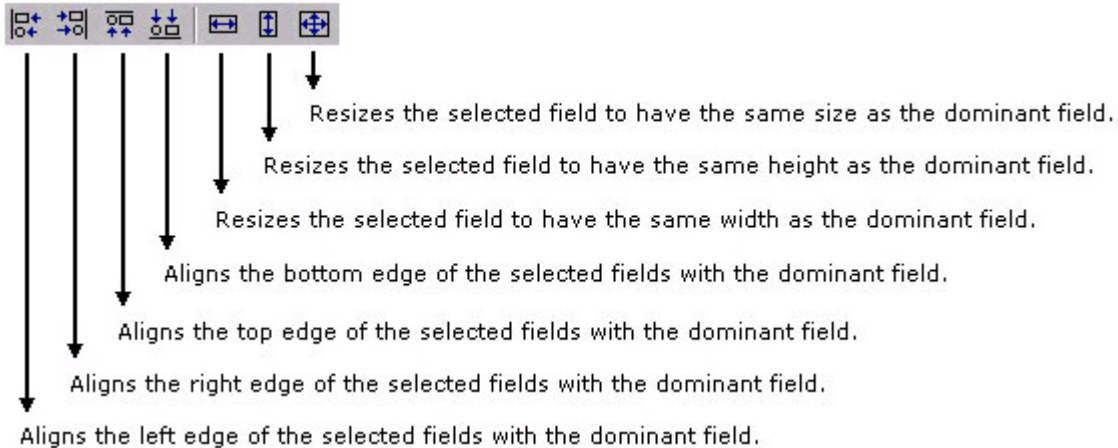 Resizes the selected field to have the same size as the dominant field.
Resizes the selected field to have the same height as the dominant field.
Resizes the selected field to have the same width as the dominant field.
Aligns the bottom edge of the selected fields with the dominant field.
Aligns the top edge of the selected fields with the dominant field.
Aligns the right edge of the selected fields with the dominant field.
Aligns the left edge of the selected fields with the dominant field.